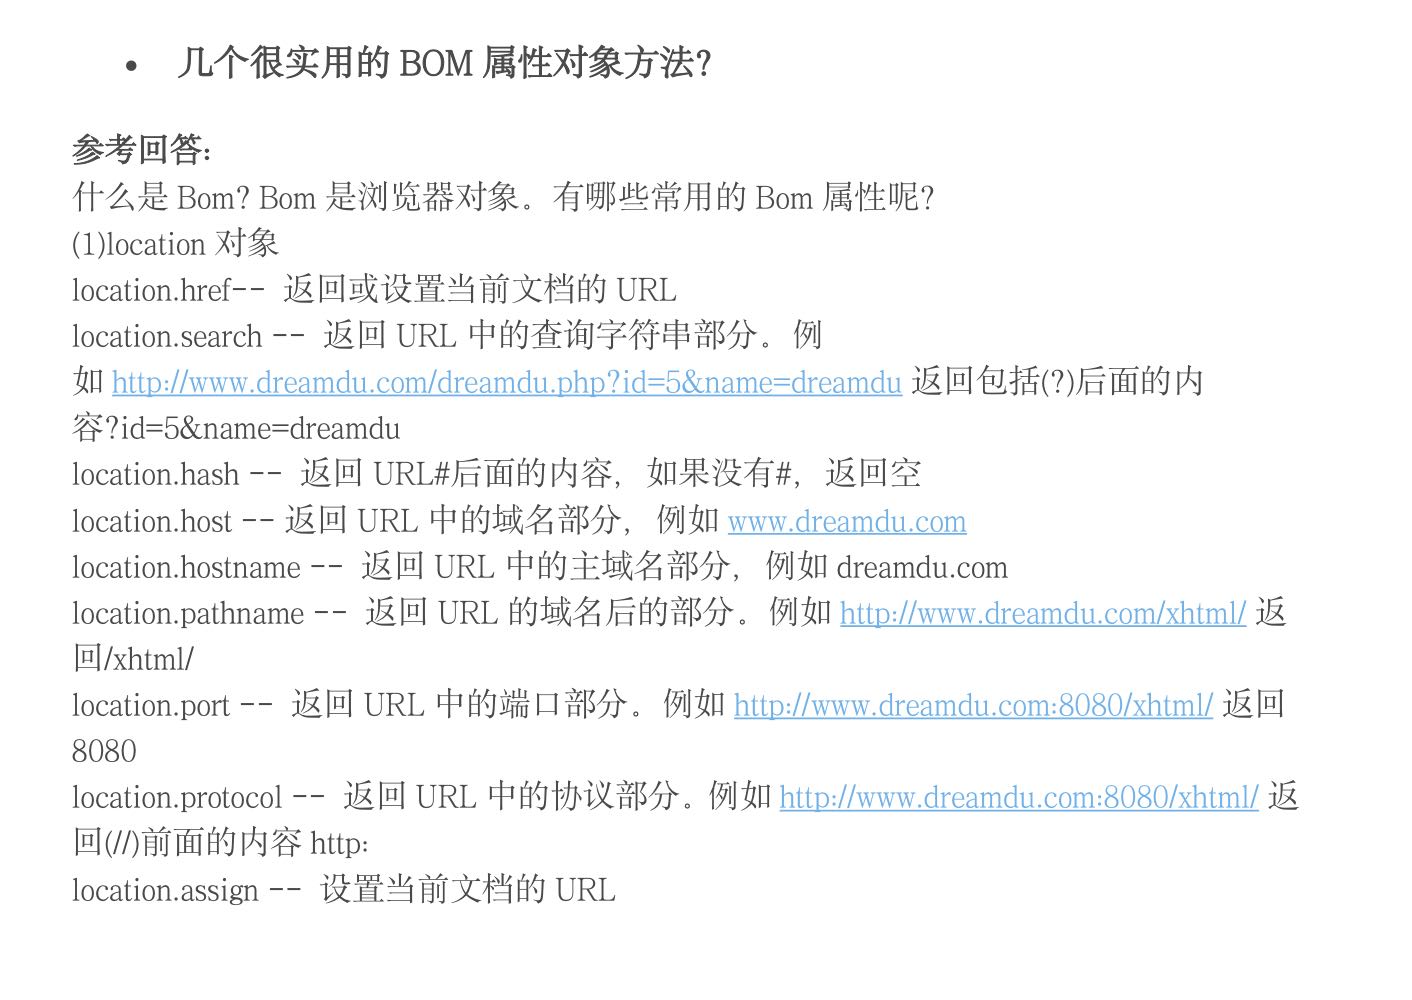 • 几个很实用的 BOM 属性对象方法?
参考回答:
什么是 Bom? Bom 是浏览器对象。有哪些常用的 Bom 属性呢?
(1)location 对象
location.href-- 返回或设置当前文档的 URL
location.search -- 返回 URL 中的查询字符串部分。例
如 http://www.dreamdu.com/dreamdu.php?id=5&name=dreamdu 返回包括(?)后面的内
容?id=5&name=dreamdu
location.hash -- 返回 URL#后面的内容，如果没有#，返回空
location.host -- 返回 URL 中的域名部分，例如 www.dreamdu.com
location.hostname -- 返回 URL 中的主域名部分，例如 dreamdu.com
location.pathname -- 返回 URL 的域名后的部分。例如 http://www.dreamdu.com/xhtml/ 返
回/xhtml/
location.port -- 返回 URL 中的端口部分。例如 http://www.dreamdu.com:8080/xhtml/ 返回
8080
location.protocol -- 返回 URL 中的协议部分。例如 http://www.dreamdu.com:8080/xhtml/ 返
回(//)前面的内容 http:
location.assign -- 设置当前文档的 URL